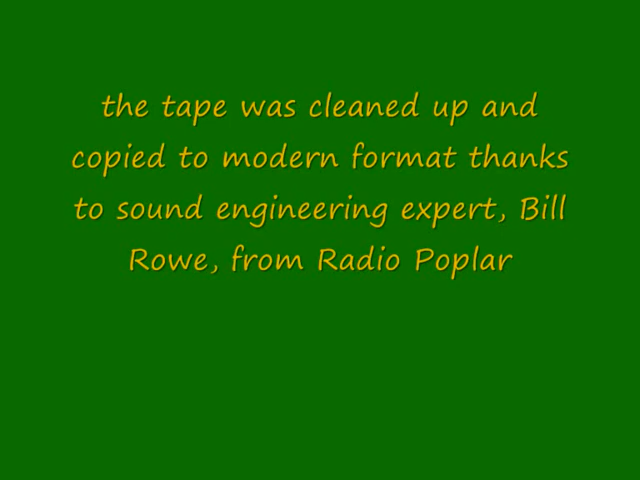 the tape was cleaned up and
copied to modern format thanks
to sound engineering expert, Bill
Rowe, from Radio Poplar